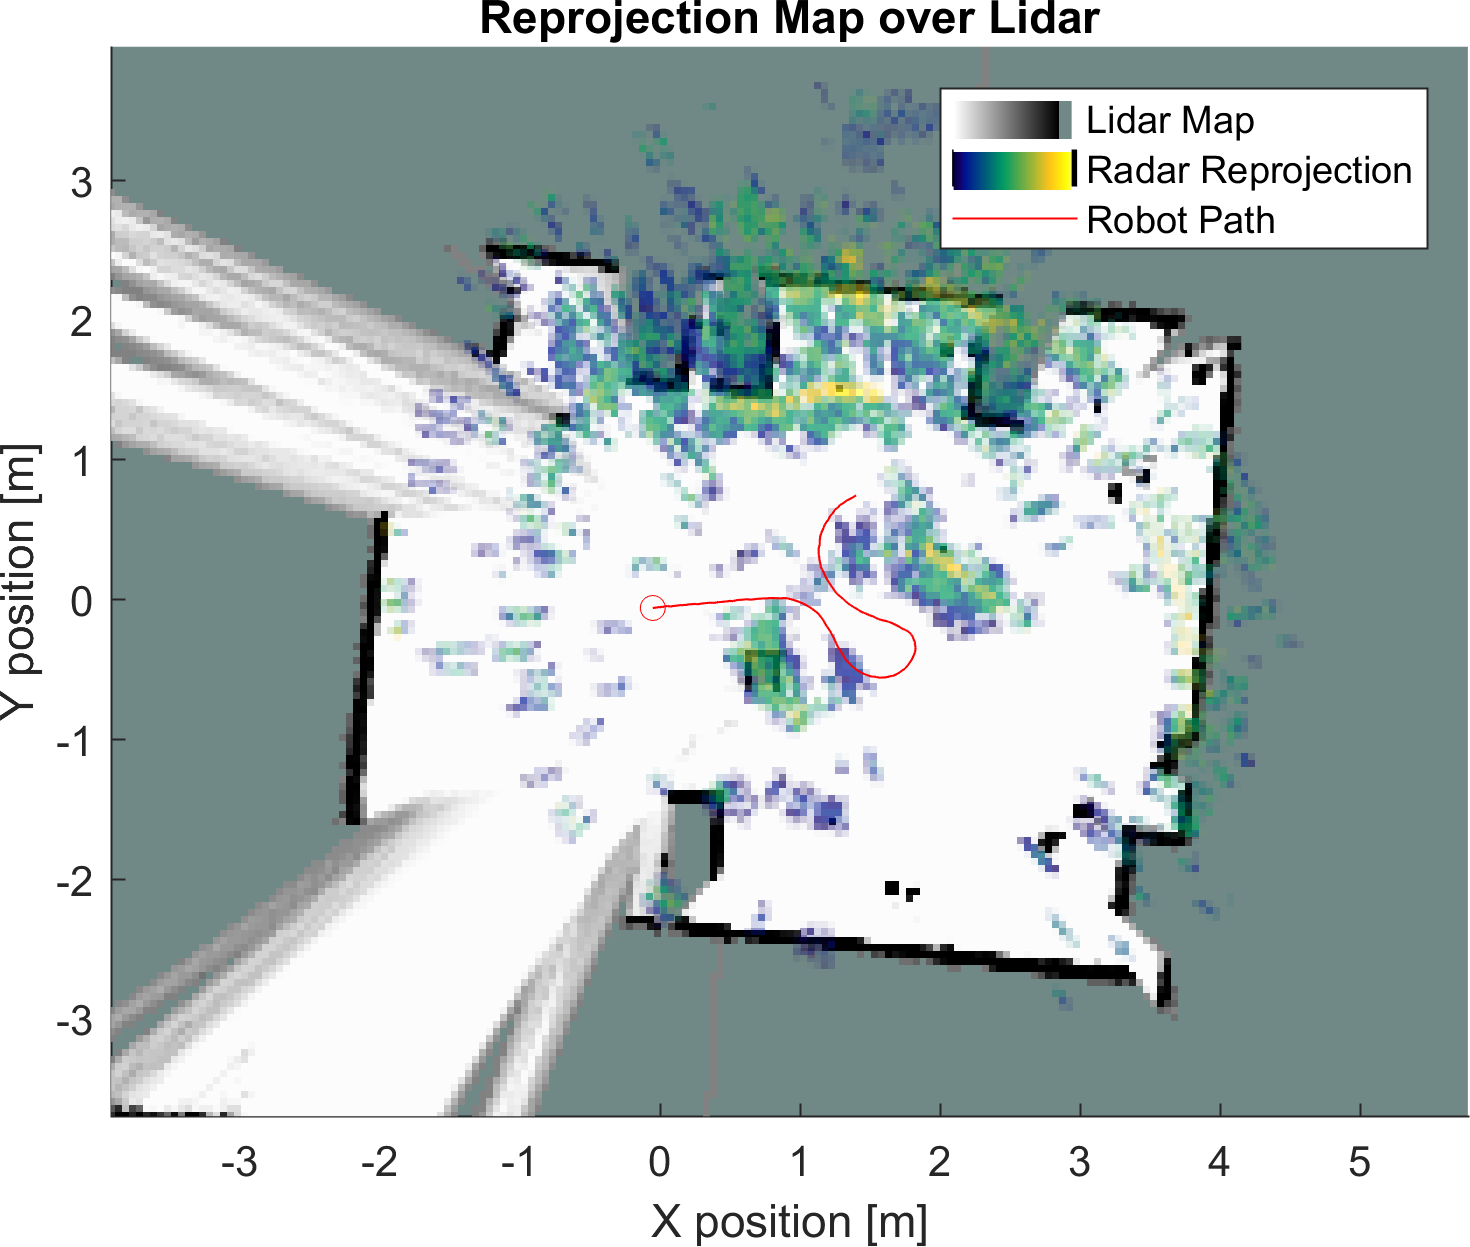 Reprojection Map over Lidar
Lidar Map
Radar Reprojection
Robot Path
3
2
1
0
-1
-2
-3
Y position [m]
-3
-2
-1
0
1
2
3
4
5
X position [m]